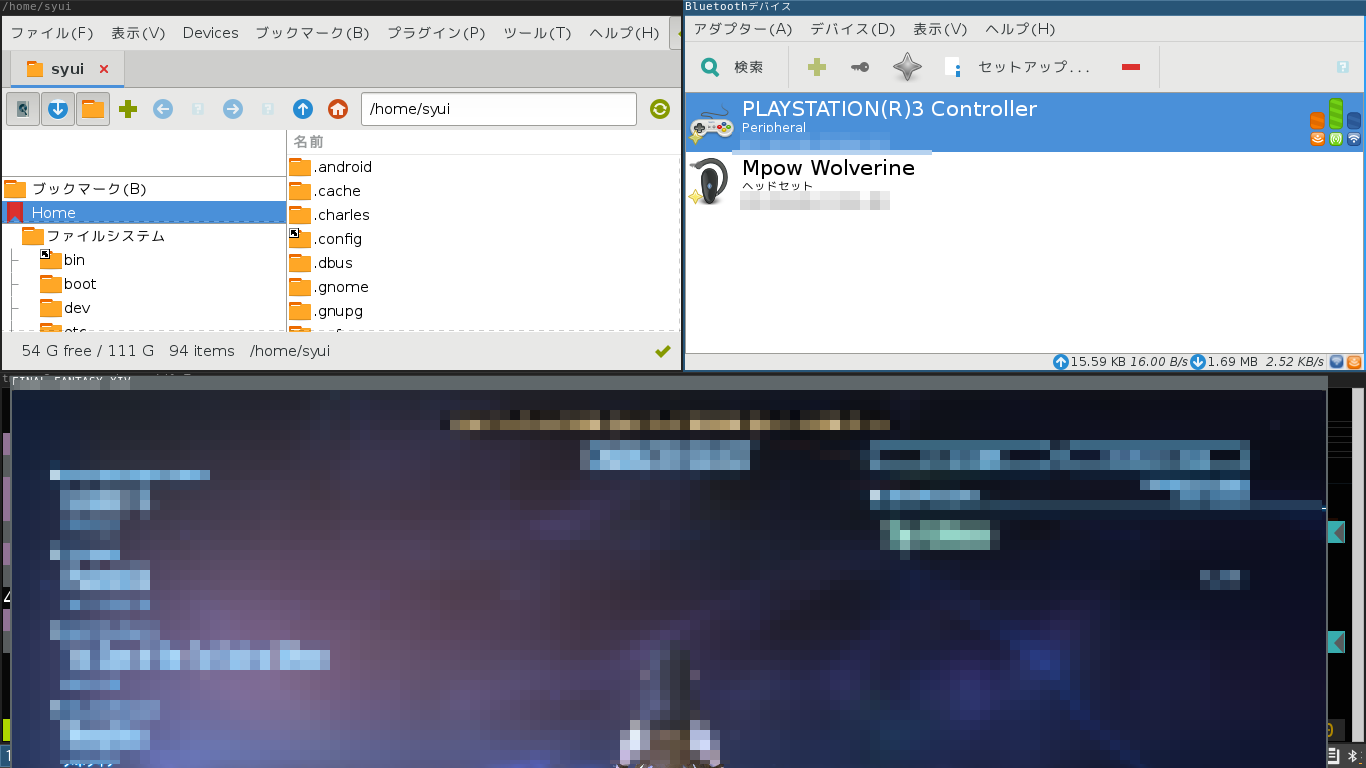 /home/syui
ファイル(F) 表示(V) Devices ブックマーク(B) プラグイン(P) ツール(T) ヘルプ(H)
syui
/home/syui
名前
ブックマーク(B)
Home
ファイルシステム
bin
boot
dev
etc
.android
.cache
.charles
.config
.dbus
.gnome
.gnupg
54 G free / 111 G 94 items /home/syui
Bluetoothデバイス
アダプター(A) デバイス(D) 表示(V) ヘルプ(H)
検索 セットアップ...
PLAYSTATION(R)3 Controller
Peripheral
Mpow Wolverine
ヘッドセット
15.59 KB 16.00 B/s 1.69 MB 2.52 KB/s
FINAL FANTASY XIV